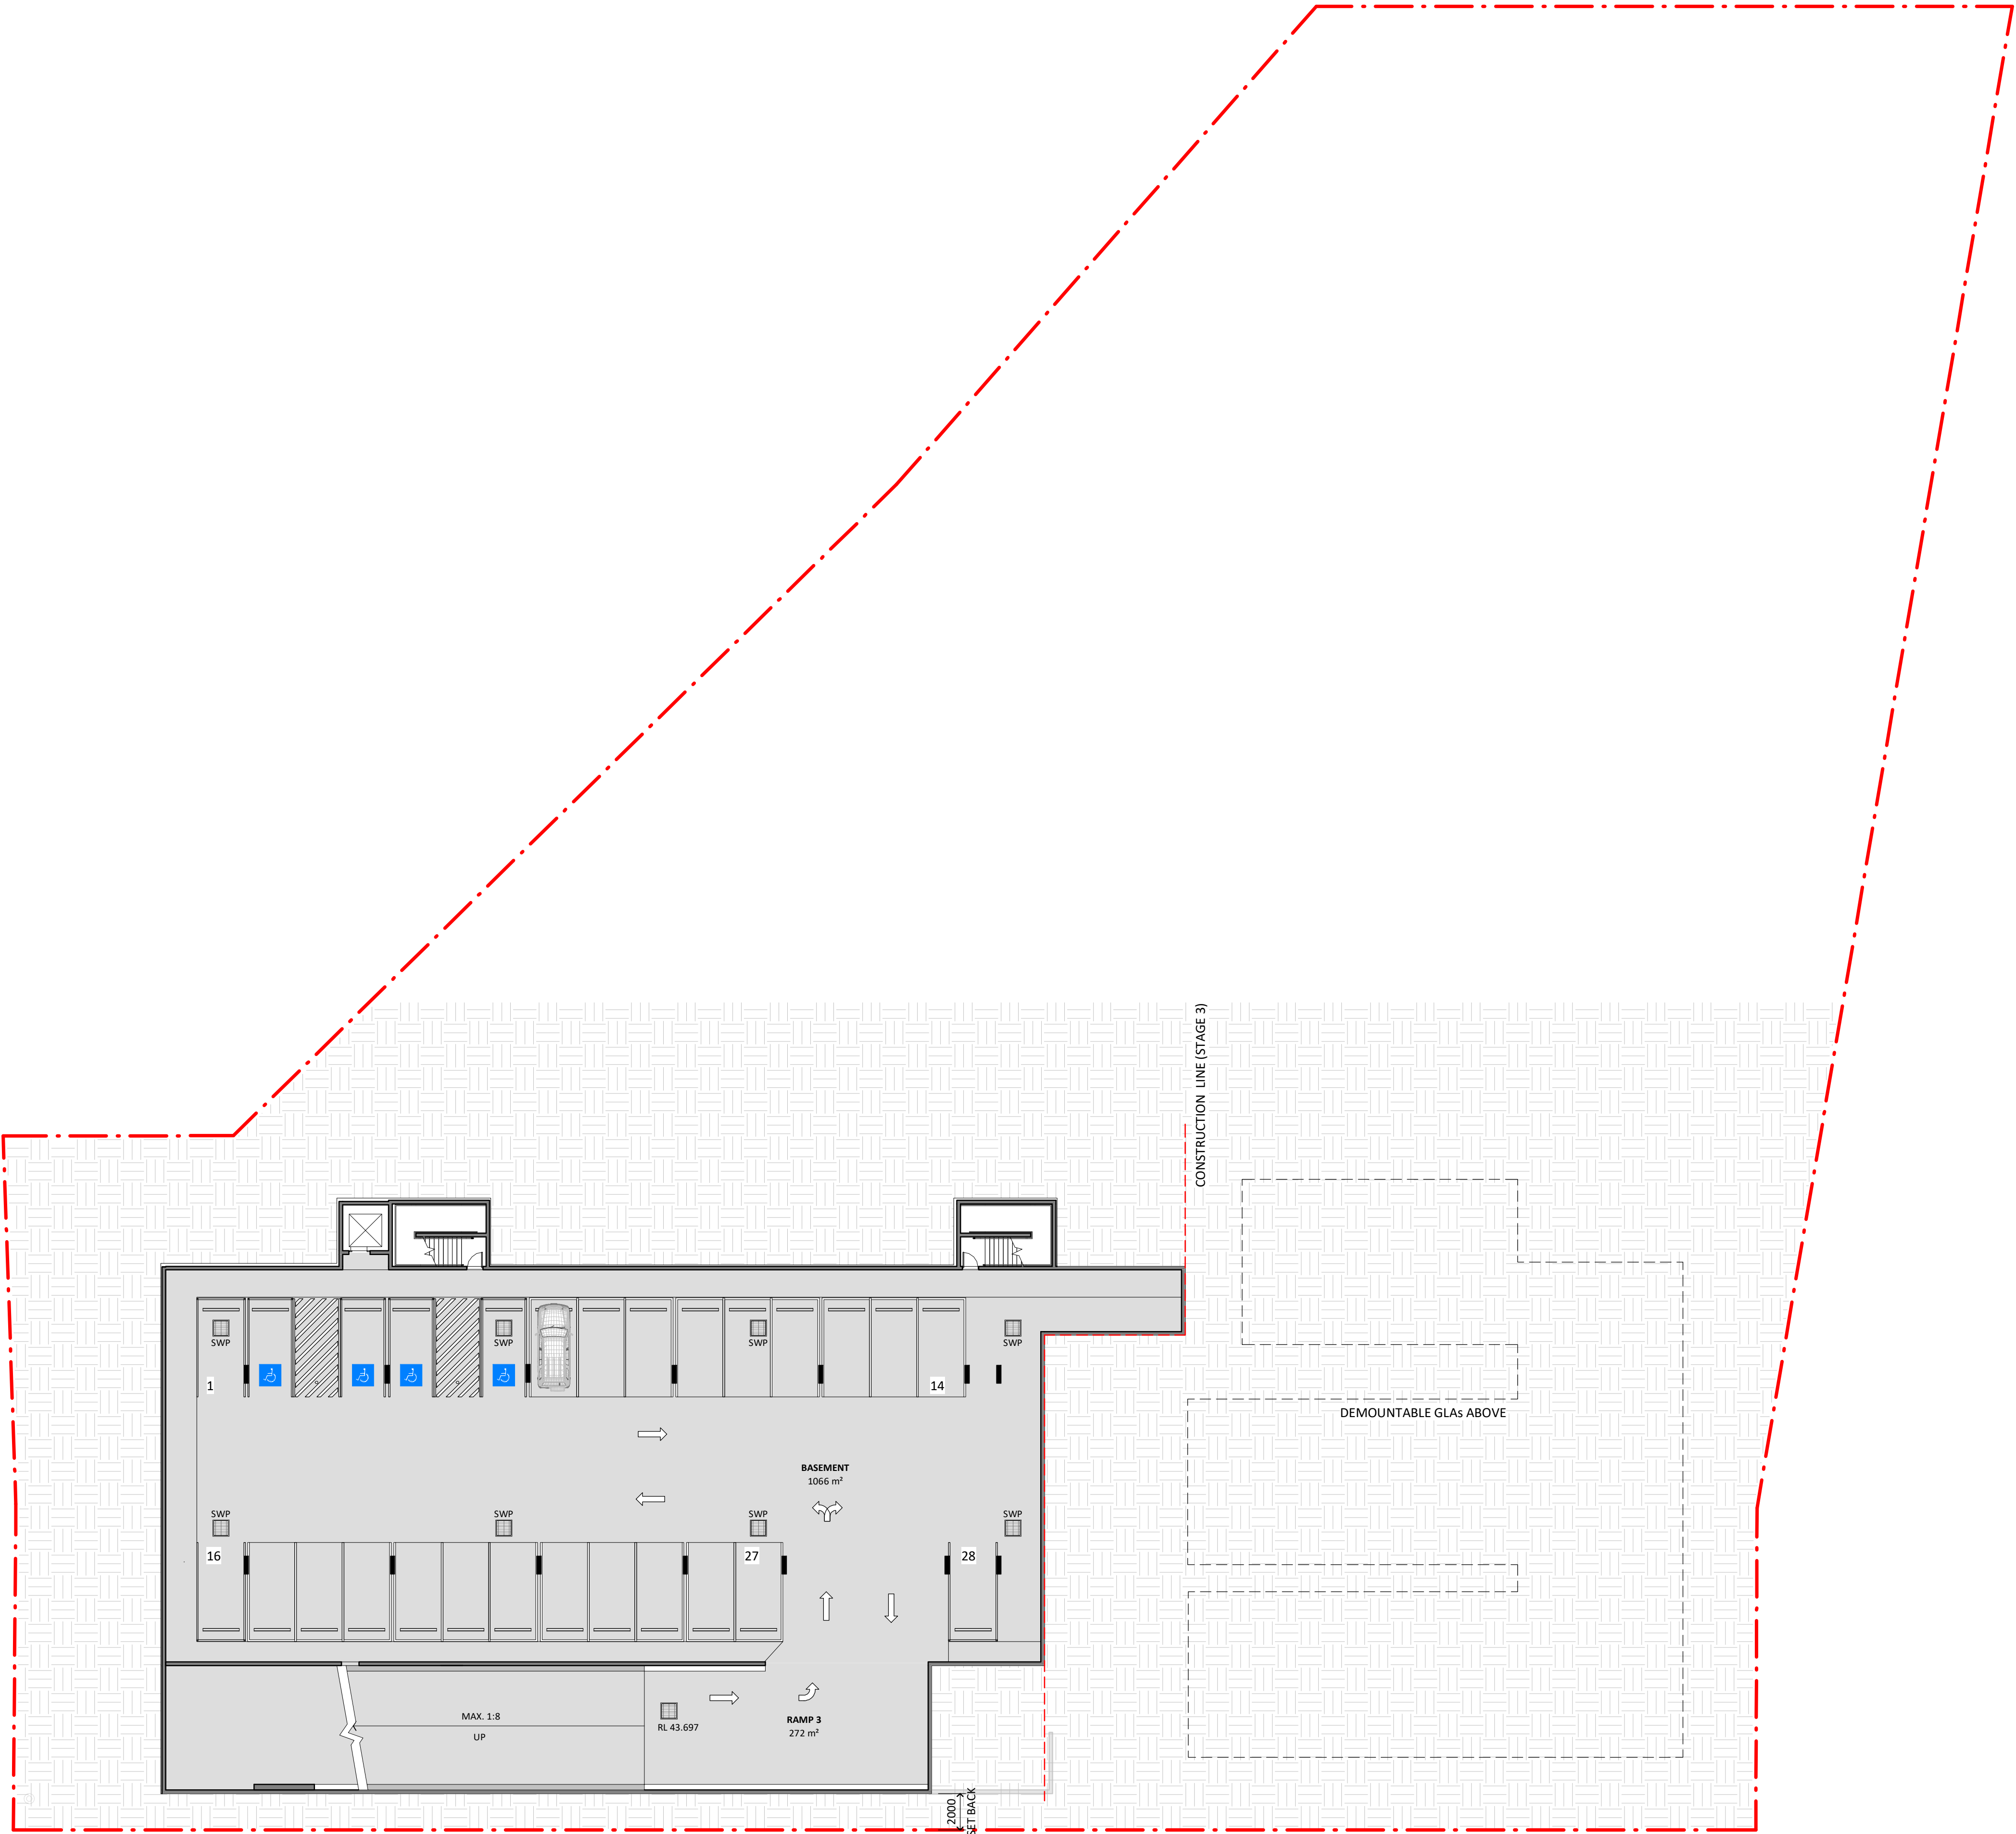 CONSTRUCTION LINE (STAGE 3)
SWP
SWP
SWP
SWP
1
14
DEMOUNTABLE GLAs ABOVE
BASEMENT
1066 m²
SWP
SWP
SWP
SWP
16
27
28
MAX. 1:8
UP
RL 43.697
RAMP 3
272 m²
2000
SET BACK